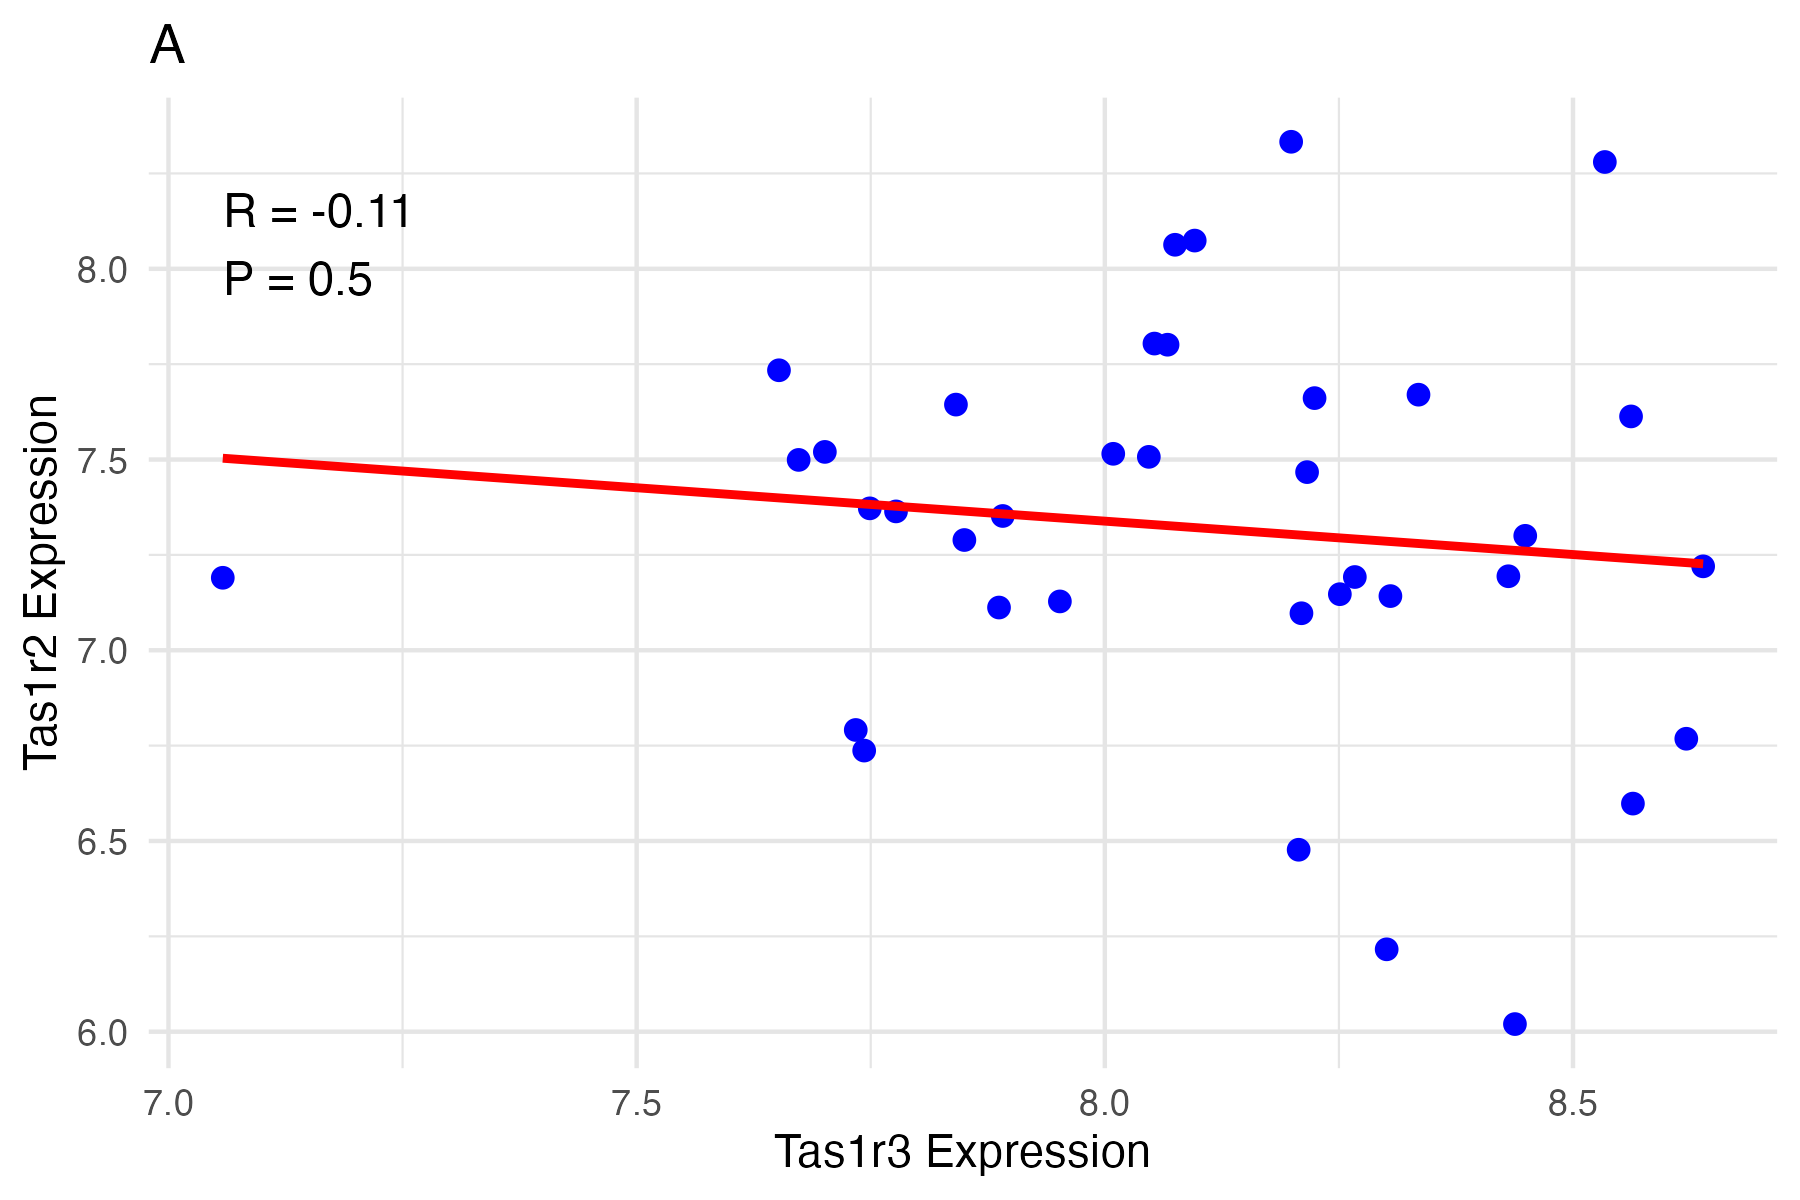 A
R = -0.11
P = 0.5
8.0
7.5
7.0
6.5
6.0
Tas1r2 Expression
7.0 7.5 8.0 8.5
Tas1r3 Expression